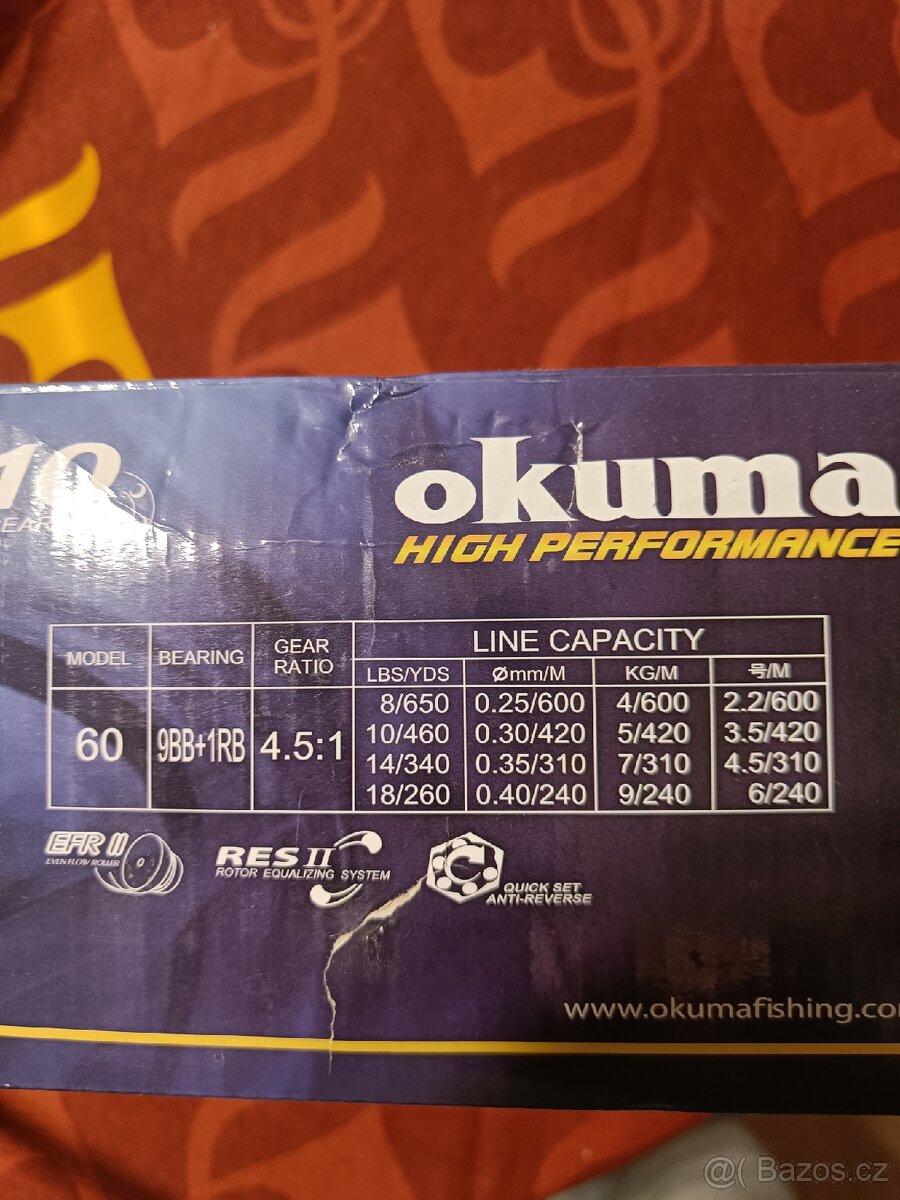 10
okuma
HIGH PERFORMANCE
MODEL BEARING GEAR RATIO LINE CAPACITY
LBS/YDS Ømm/M KG/M 号/M
60 9BB+1RB 4.5:1
8/650 0.25/600 4/600 2.2/600
10/460 0.30/420 5/420 3.5/420
14/340 0.35/310 7/310 4.5/310
18/260 0.40/240 9/240 6/240
EFR II
EVEN FLOW ROLLER
RES II
ROTOR EQUALIZING SYSTEM
C
QUICK SET
ANTI-REVERSE
www.okumafishing.co
@( Bazos.cz